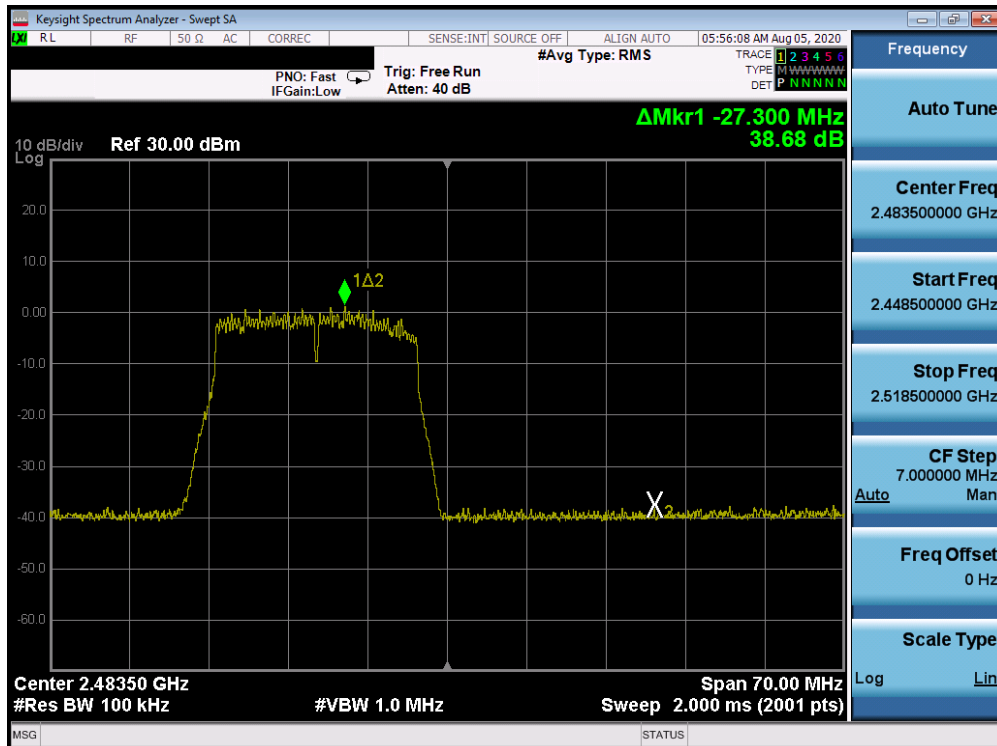 Keysight Spectrum Analyzer - Swept SA
LXI RL RF 50 Ω AC CORREC SENSE:INT SOURCE OFF ALIGN AUTO 05:56:08 AM Aug 05, 2020
#Avg Type: RMS
TRACE 1 2 3 4 5 6
PNO: Fast Trig: Free Run
TYPE M WWWWW
IFGain:Low Atten: 40 dB
DET P N N N N N
ΔMkr1 -27.300 MHz
38.68 dB
10 dB/div Ref 30.00 dBm
Log
20.0
10.0
1Δ2
0.00
-10.0
-20.0
-30.0
X2
-40.0
-50.0
-60.0
Center 2.48350 GHz Span 70.00 MHz
#Res BW 100 kHz #VBW 1.0 MHz Sweep 2.000 ms (2001 pts)
MSG STATUS
Frequency
Auto Tune
Center Freq
2.483500000 GHz
Start Freq
2.448500000 GHz
Stop Freq
2.518500000 GHz
CF Step
7.000000 MHz
Auto Man
Freq Offset
0 Hz
Scale Type
Log Lin